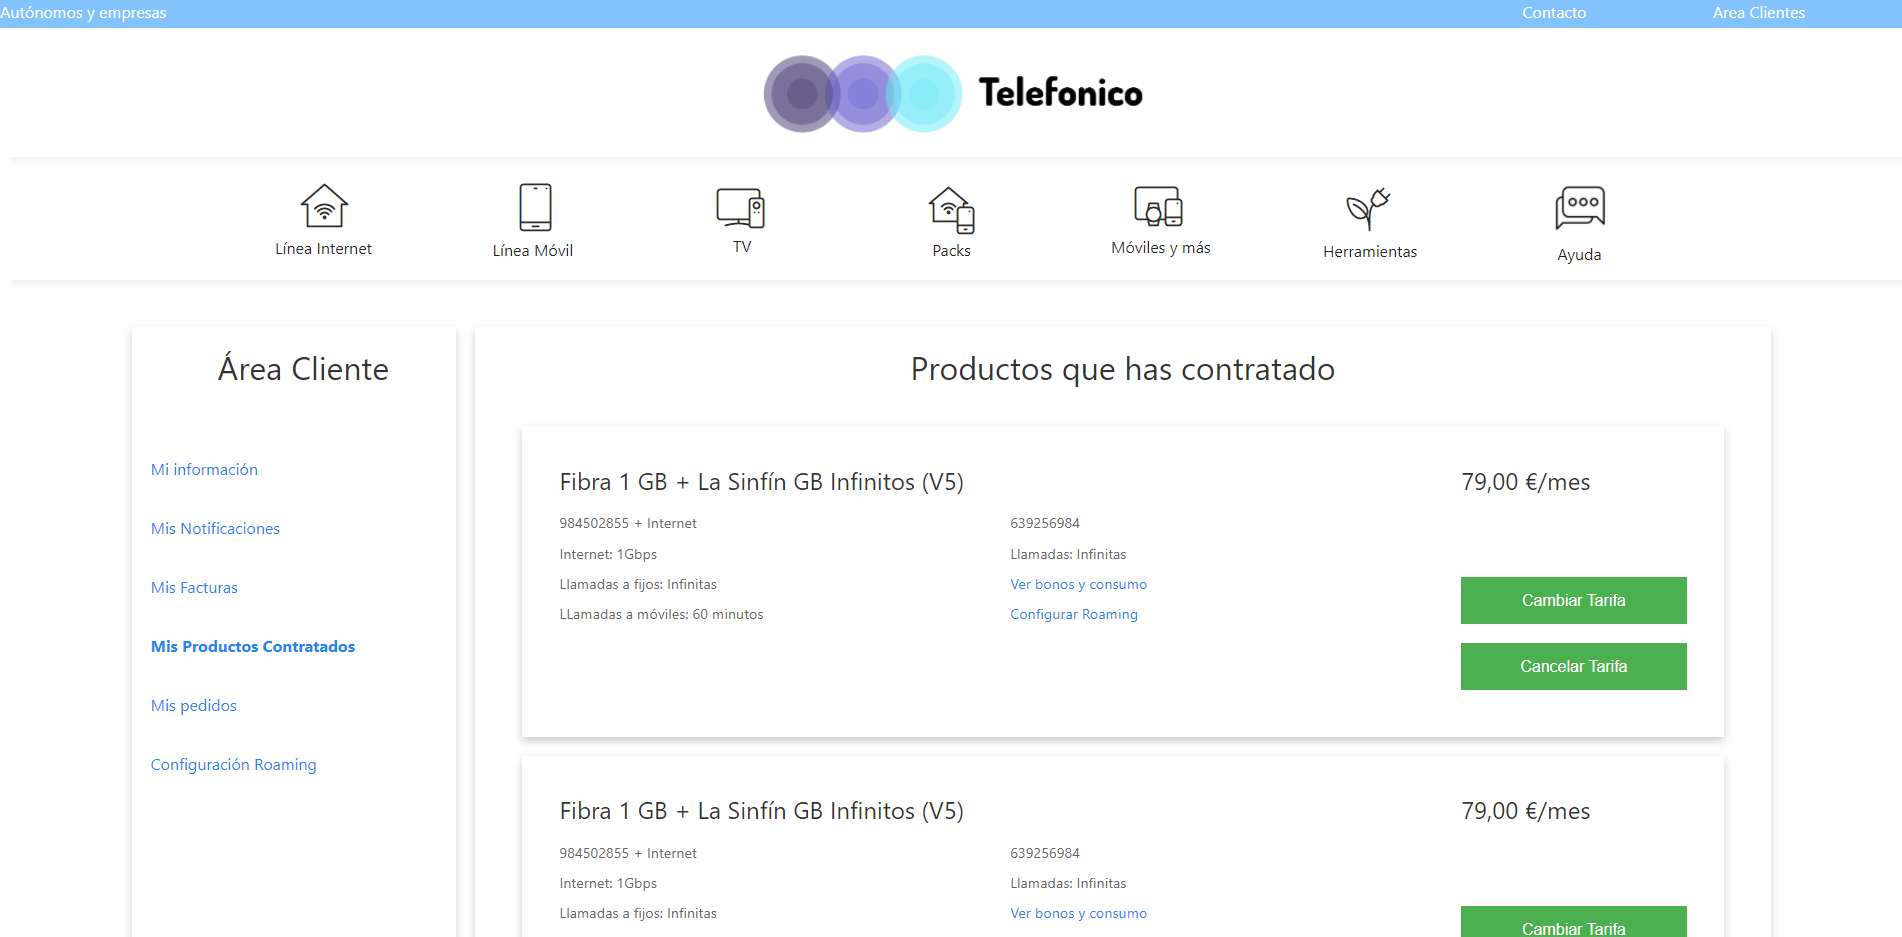 Autónomos y empresas Contacto Area Clientes
Telefonico
Línea Internet Línea Móvil TV Packs Móviles y más Herramientas Ayuda
Área Cliente
Mi información
Mis Notificaciones
Mis Facturas
Mis Productos Contratados
Mis pedidos
Configuración Roaming
Productos que has contratado
Fibra 1 GB + La Sinfín GB Infinitos (V5) 79,00 €/mes
984502855 + Internet 639256984
Internet: 1Gbps Llamadas: Infinitas
Llamadas a fijos: Infinitas Ver bonos y consumo
LLamadas a móviles: 60 minutos Configurar Roaming
Cambiar Tarifa
Cancelar Tarifa
Fibra 1 GB + La Sinfín GB Infinitos (V5) 79,00 €/mes
984502855 + Internet 639256984
Internet: 1Gbps Llamadas: Infinitas
Llamadas a fijos: Infinitas Ver bonos y consumo
Cambiar Tarifa